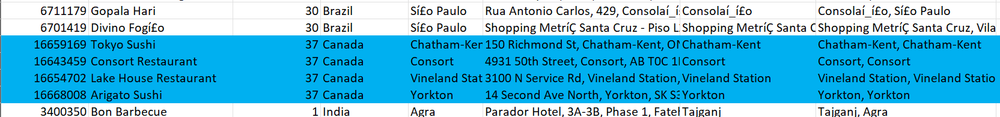 6711179 Gopala Hari 30 Brazil Sí£o Paulo Rua Antonio Carlos, 429, Consolaí_í Consolaí_í£o Consolaí_í£o, Sí£o Paulo
6701419 Divino Fogí£o 30 Brazil Sí£o Paulo Shopping MetríÇ Santa Cruz - Piso L Shopping MetríÇ Santa C Shopping MetríÇ Santa Cruz, Vila
16659169 Tokyo Sushi 37 Canada Chatham-Ker 150 Richmond St, Chatham-Kent, ON Chatham-Kent Chatham-Kent, Chatham-Kent
16643459 Consort Restaurant 37 Canada Consort 4931 50th Street, Consort, AB T0C 1 Consort Consort, Consort
16654702 Lake House Restaurant 37 Canada Vineland Stat 3100 N Service Rd, Vineland Station, Vineland Station Vineland Station, Vineland Statio
16668008 Arigato Sushi 37 Canada Yorkton 14 Second Ave North, Yorkton, SK S3 Yorkton Yorkton, Yorkton
3400350 Bon Barbecue 1 India Agra Parador Hotel, 3A-3B, Phase 1, Fateh Tajganj Tajganj, Agra